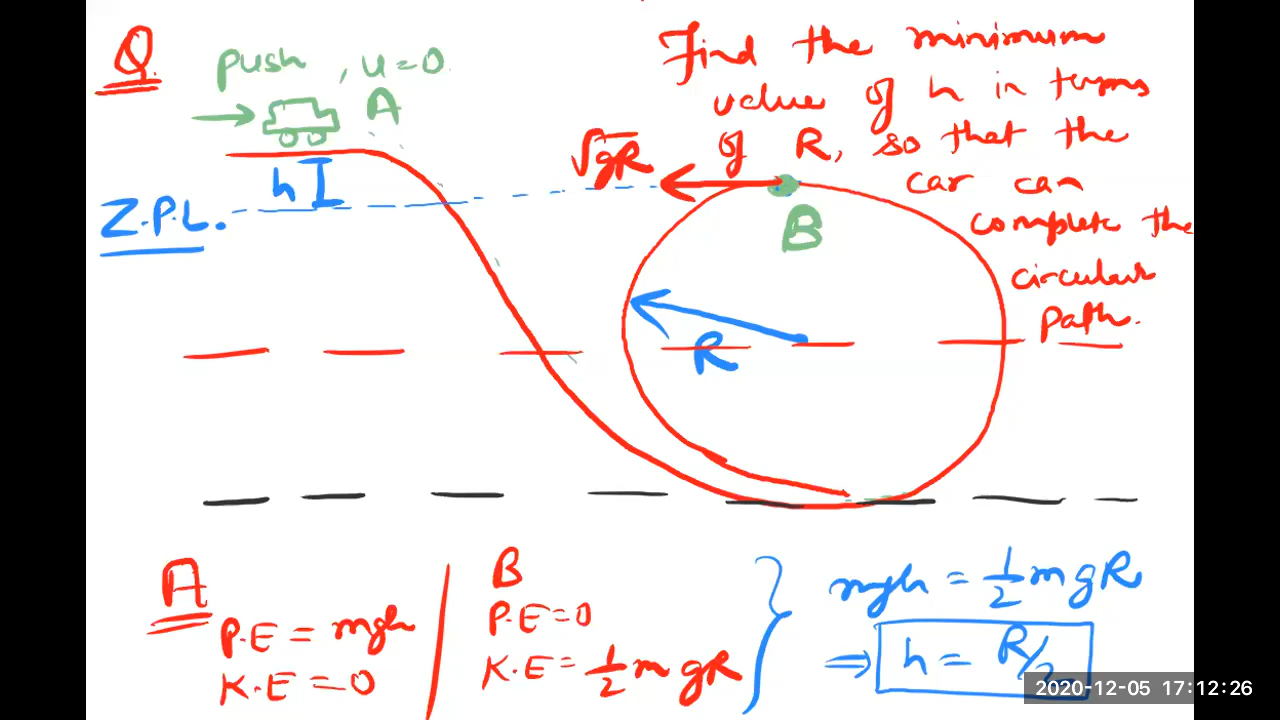 Q.
push , u=0.
A
Find the minimum
value of h in terms
of R, so that the
car can
complete the
circular
path.
√gR
h
Z.P.L.
B
R
A
P.E = mgh
K.E = 0
B
P.E = 0
K.E = 1/2 m gR
mgh = 1/2 m g R
⇒ h = R/2
2020-12-05 17:12:26